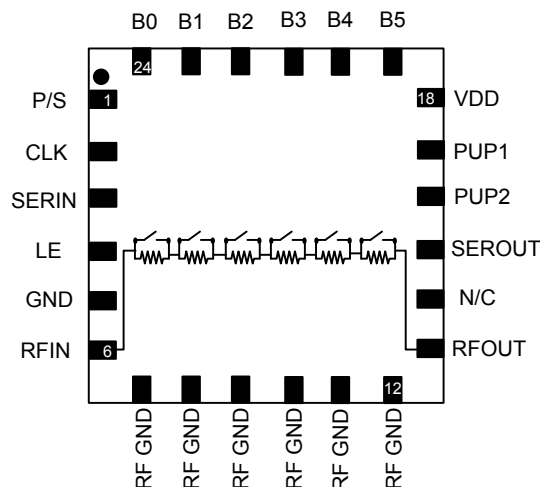 B0 B1 B2 B3 B4 B5
24
P/S 1 18 VDD
CLK PUP1
SERIN PUP2
LE SEROUT
GND N/C
RFIN 6 RFOUT
12
RF GND RF GND RF GND RF GND RF GND RF GND